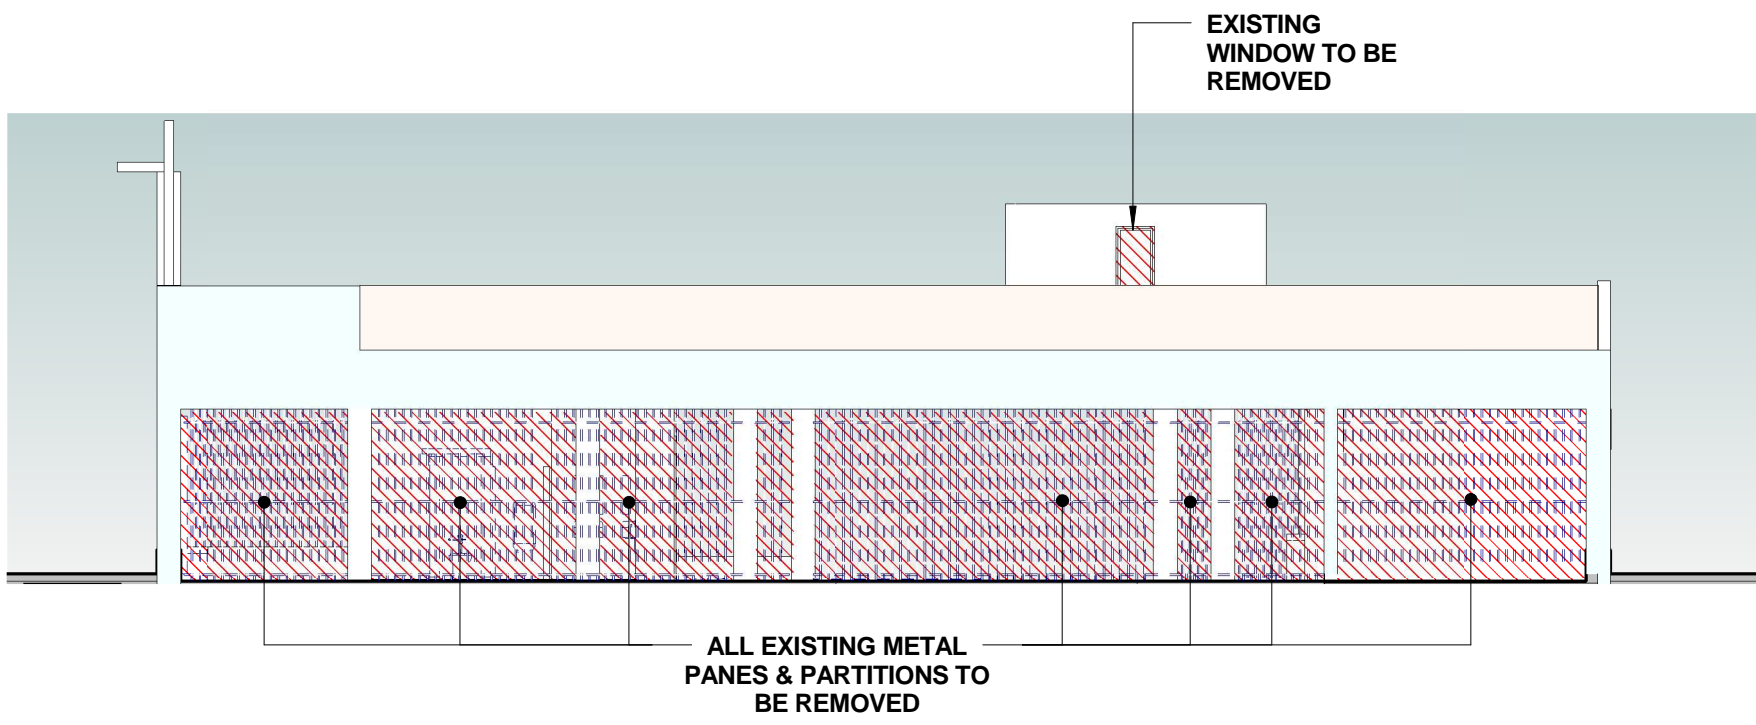 EXISTING
WINDOW TO BE
REMOVED
ALL EXISTING METAL
PANES & PARTITIONS TO
BE REMOVED